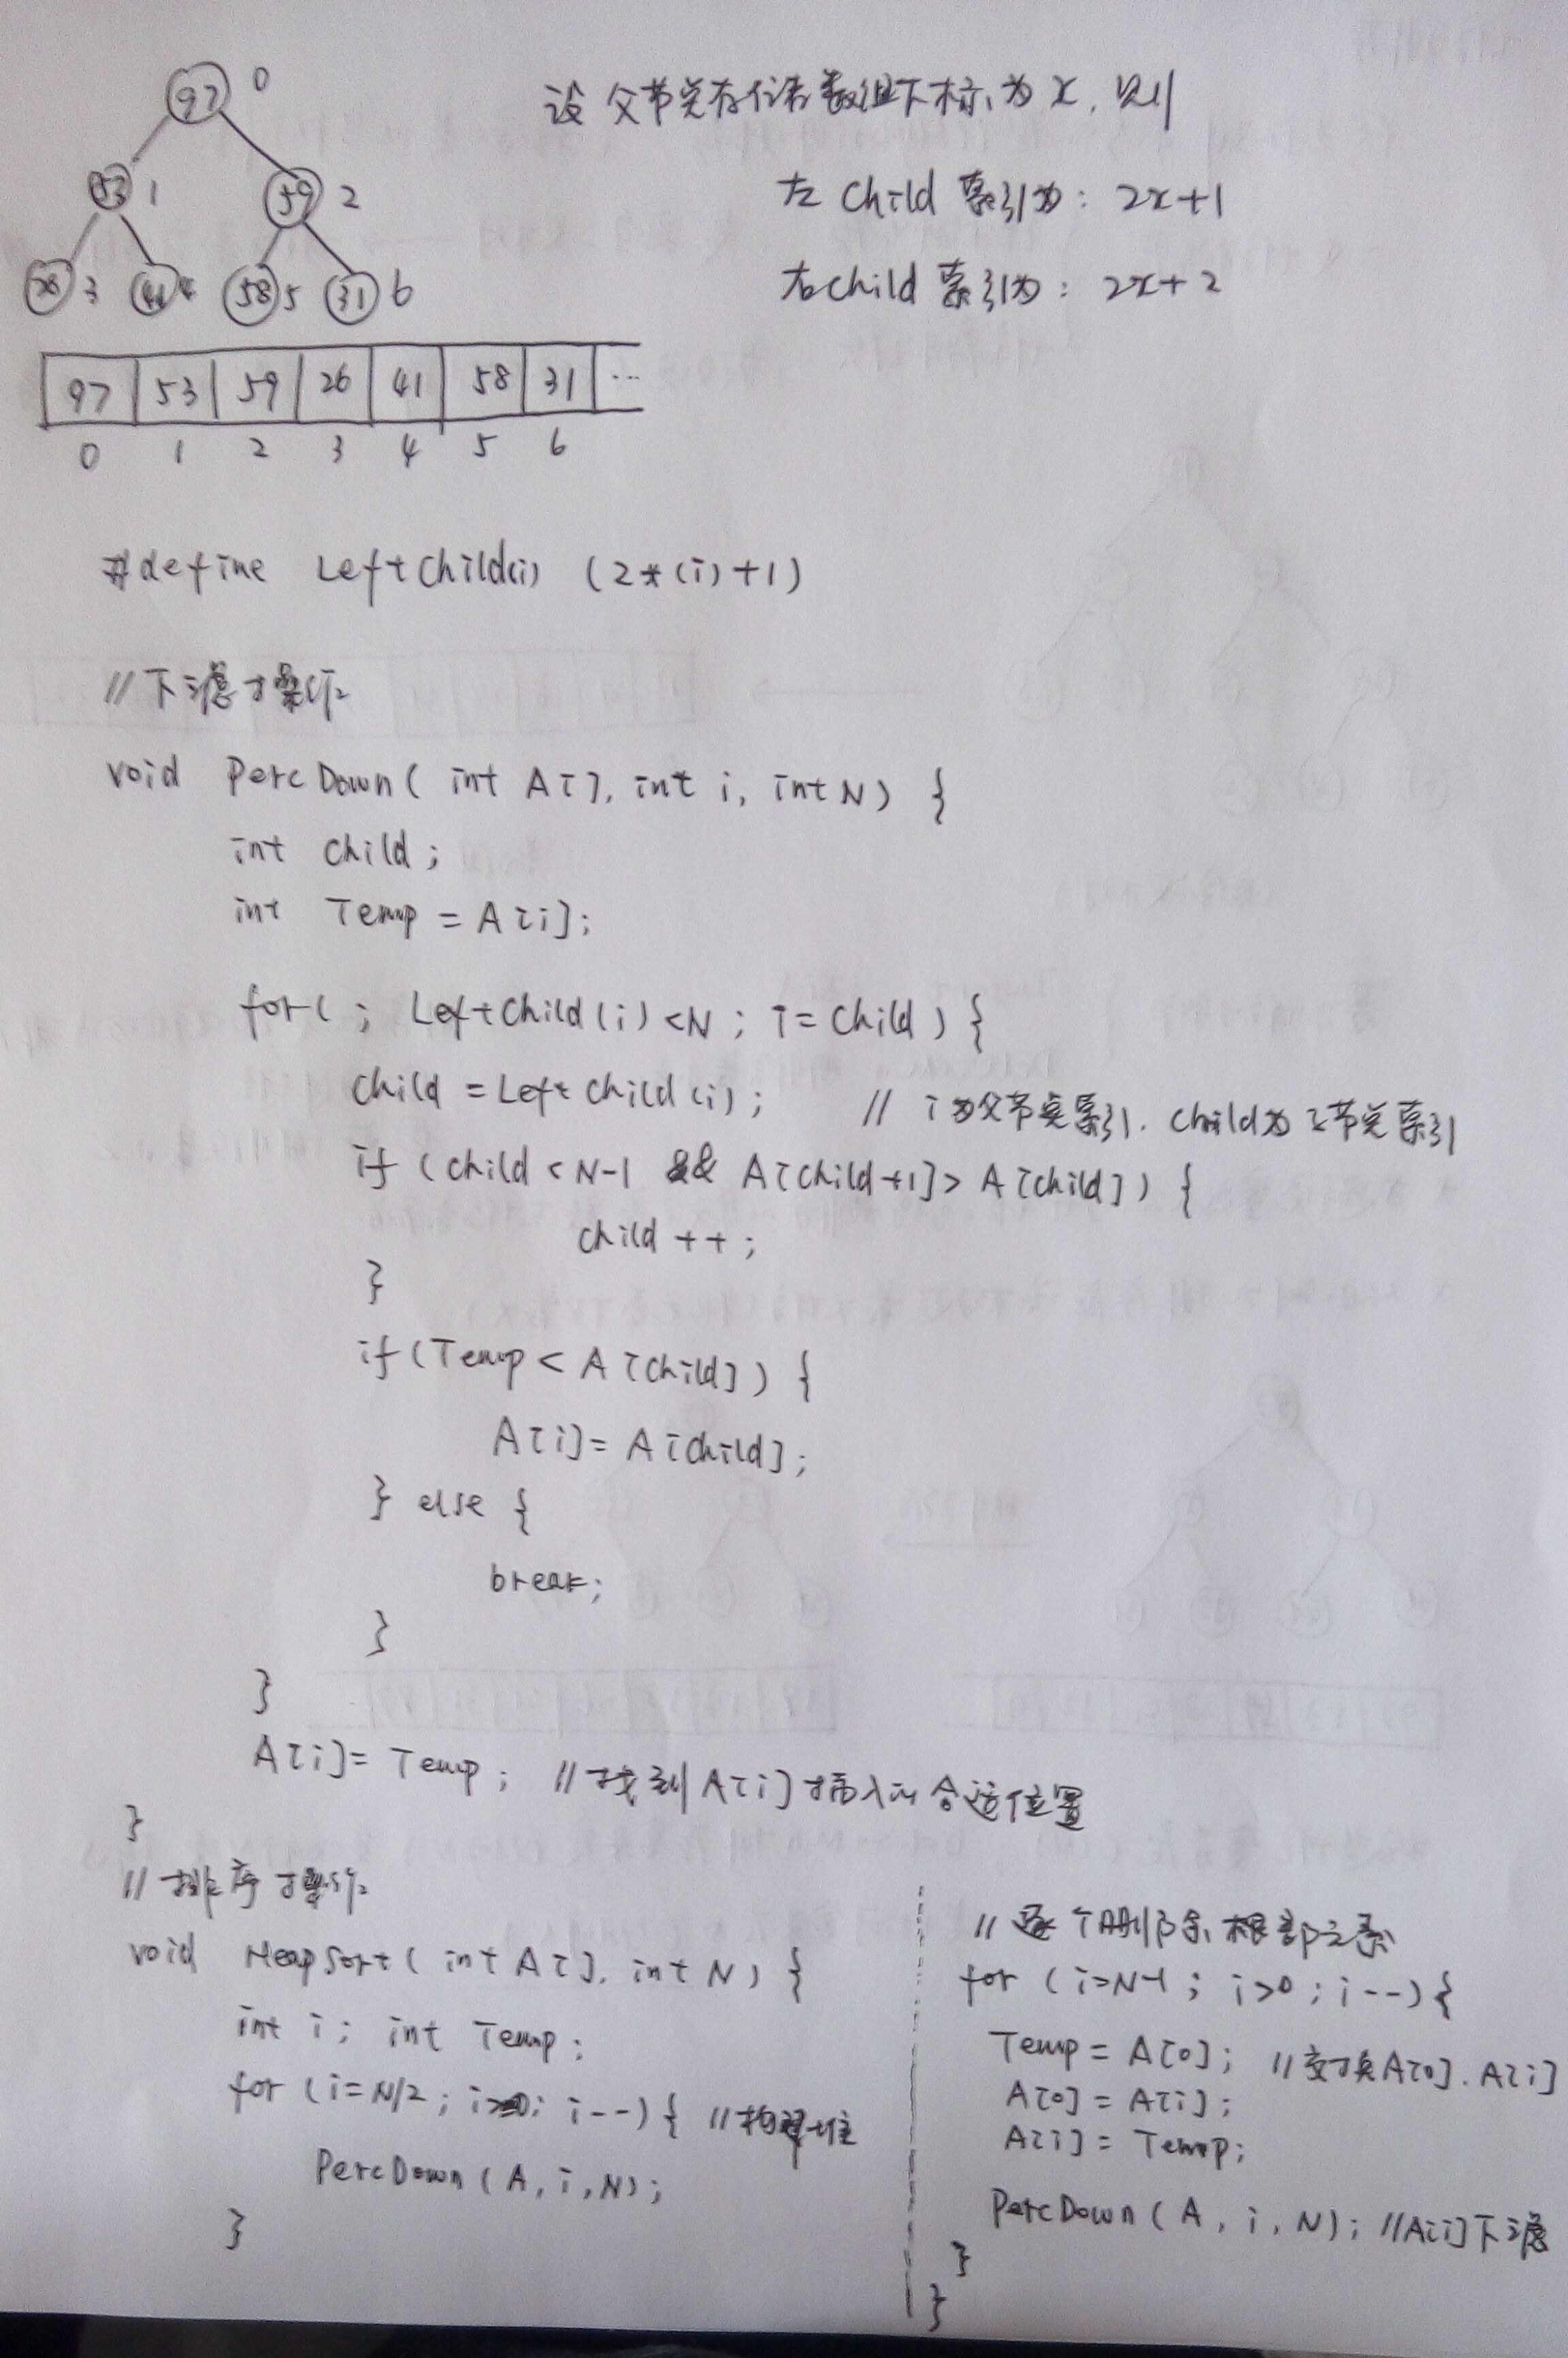 97 0
设父节点存储数组下标为 x, 则
53 1 59 2
左 child 索引为: 2x+1
3 41 4 58 5 31 6
右child 索引为: 2x+2
97 53 59 26 41 58 31 ...
0 1 2 3 4 5 6
#define LeftChild(i) (2*(i)+1)
//下滤操作
void PercDown( int A[], int i, int N) {
int child;
int Temp = A[i];
for( ; LeftChild(i)<N ; i= child ) {
child = LeftChild(i); // i为父节点索引. child为子节点索引
if (child < N-1 && A[child+1]> A[child]) {
child ++;
}
if(Temp < A[child]) {
A[i]= A[child];
} else {
break;
}
}
A[i]= Temp; //找到A[i]插入的合适位置
}
//排序操作
void HeapSort( int A[], int N) {
int i; int Temp;
for (i= N/2; i>=0; i--){ //构建堆
PercDown(A, i, N);
}
//逐个删除根部元素
for (i=N-1; i>0; i--){
Temp = A[0]; //交换A[0]. A[i]
A[0] = A[i];
A[i] = Temp;
PercDown(A, i, N); //A[i]下滤
}
}